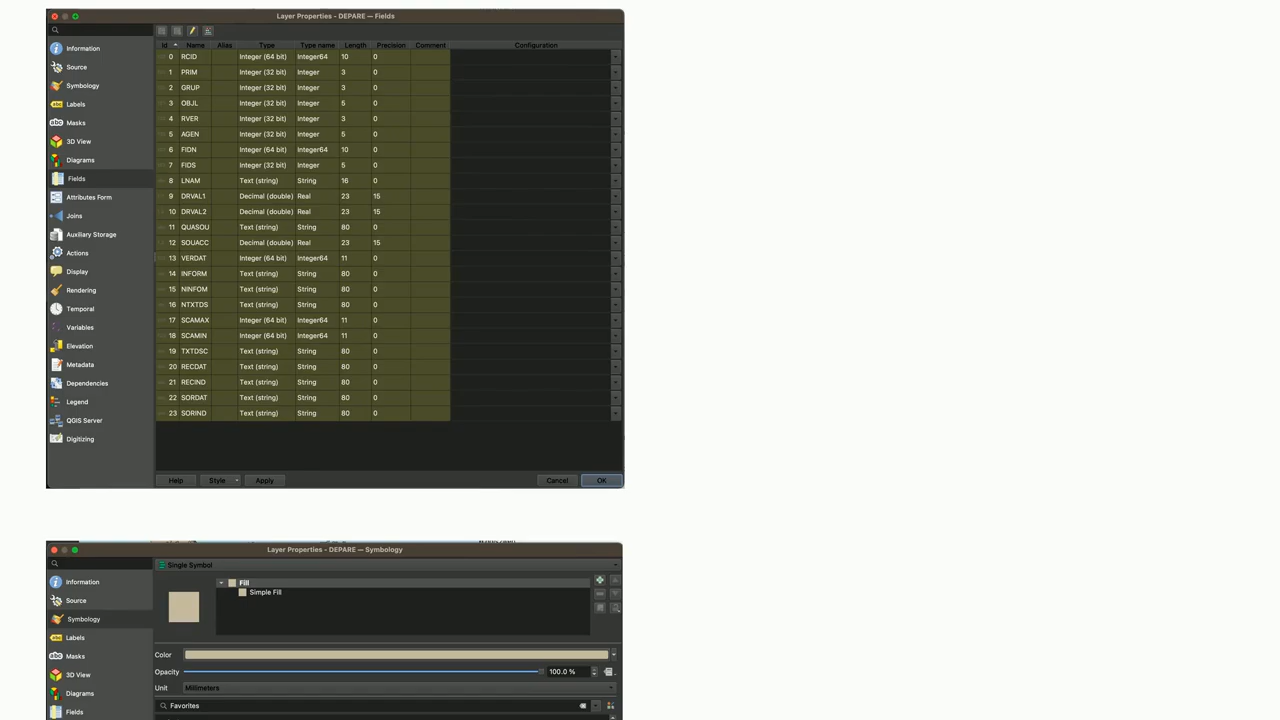 Layer Properties - DEPARE — Fields
Information
Source
Symbology
Labels
Masks
3D View
Diagrams
Fields
Attributes Form
Joins
Auxiliary Storage
Actions
Display
Rendering
Temporal
Variables
Elevation
Metadata
Dependencies
Legend
QGIS Server
Digitizing
Id Name Alias Type Type name Length Precision Comment Configuration
0 RCID Integer (64 bit) Integer64 10 0
1 PRIM Integer (32 bit) Integer 3 0
2 GRUP Integer (32 bit) Integer 3 0
3 OBJL Integer (32 bit) Integer 5 0
4 RVER Integer (32 bit) Integer 3 0
5 AGEN Integer (32 bit) Integer 5 0
6 FIDN Integer (64 bit) Integer64 10 0
7 FIDS Integer (32 bit) Integer 5 0
8 LNAM Text (string) String 16 0
9 DRVAL1 Decimal (double) Real 23 15
10 DRVAL2 Decimal (double) Real 23 15
11 QUASOU Text (string) String 80 0
12 SOUACC Decimal (double) Real 23 15
13 VERDAT Integer (64 bit) Integer64 11 0
14 INFORM Text (string) String 80 0
15 NINFOM Text (string) String 80 0
16 NTXTDS Text (string) String 80 0
17 SCAMAX Integer (64 bit) Integer64 11 0
18 SCAMIN Integer (64 bit) Integer64 11 0
19 TXTDSC Text (string) String 80 0
20 RECDAT Text (string) String 80 0
21 RECIND Text (string) String 80 0
22 SORDAT Text (string) String 80 0
23 SORIND Text (string) String 80 0
Help Style Apply Cancel OK
Layer Properties - DEPARE — Symbology
Information
Source
Symbology
Labels
Masks
3D View
Diagrams
Fields
Single Symbol
Fill
Simple Fill
Color
Opacity 100.0 %
Unit Millimeters
Favorites